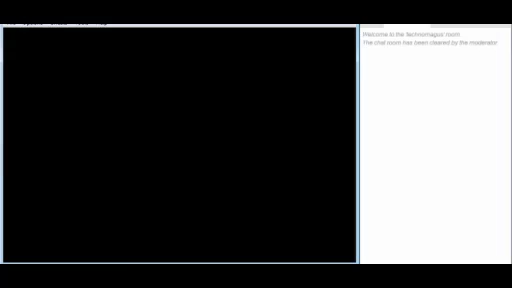 Welcome to the Technomagus room
The chat room has been cleared by the moderator